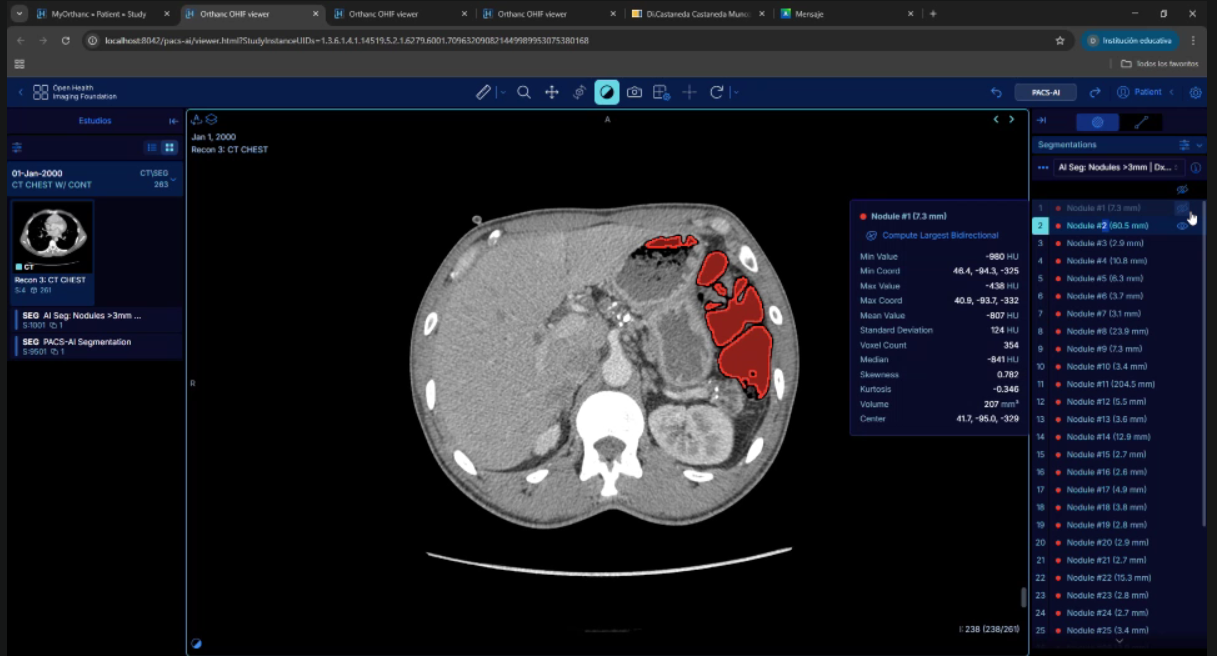 MyOrthanc » Patient » Study
Orthanc OHIF viewer
Orthanc OHIF viewer
Orthanc OHIF viewer
Di.Castaneda Castaneda Muno
Mensaje
localhost:8042/pacs-ai/viewer.html?StudyInstanceUIDs=1.3.6.1.4.1.14519.5.2.1.6279.6001.709632090821449989953075380168
Institución educativa
Todos los favoritos
Open Health
Imaging Foundation
PACS-AI
Patient
Estudios
01-Jan-2000
CT\SEG
CT CHEST W/ CONT
263
CT
Recon 3: CT CHEST
S:4 261
SEG AI Seg: Nodules >3mm ...
S:1001 1
SEG PACS-AI Segmentation
S:9501 1
Jan 1, 2000
Recon 3: CT CHEST
A
R
I: 238 (238/261)
Nodule #1 (7.3 mm)
Compute Largest Bidirectional
Min Value -980 HU
Min Coord 46.4, -94.3, -325
Max Value -438 HU
Max Coord 40.9, -93.7, -332
Mean Value -807 HU
Standard Deviation 124 HU
Voxel Count 354
Median -841 HU
Skewness 0.782
Kurtosis -0.346
Volume 207 mm³
Center 41.7, -95.0, -329
Segmentations
AI Seg: Nodules >3mm | Dx...
1 Nodule #1 (7.3 mm)
2 Nodule #2 (60.5 mm)
3 Nodule #3 (2.9 mm)
4 Nodule #4 (10.8 mm)
5 Nodule #5 (6.3 mm)
6 Nodule #6 (3.7 mm)
7 Nodule #7 (3.1 mm)
8 Nodule #8 (23.9 mm)
9 Nodule #9 (7.3 mm)
10 Nodule #10 (3.4 mm)
11 Nodule #11 (204.5 mm)
12 Nodule #12 (5.5 mm)
13 Nodule #13 (3.6 mm)
14 Nodule #14 (12.9 mm)
15 Nodule #15 (2.7 mm)
16 Nodule #16 (2.6 mm)
17 Nodule #17 (4.9 mm)
18 Nodule #18 (3.8 mm)
19 Nodule #19 (2.8 mm)
20 Nodule #20 (2.9 mm)
21 Nodule #21 (2.7 mm)
22 Nodule #22 (15.3 mm)
23 Nodule #23 (2.8 mm)
24 Nodule #24 (2.7 mm)
25 Nodule #25 (3.4 mm)